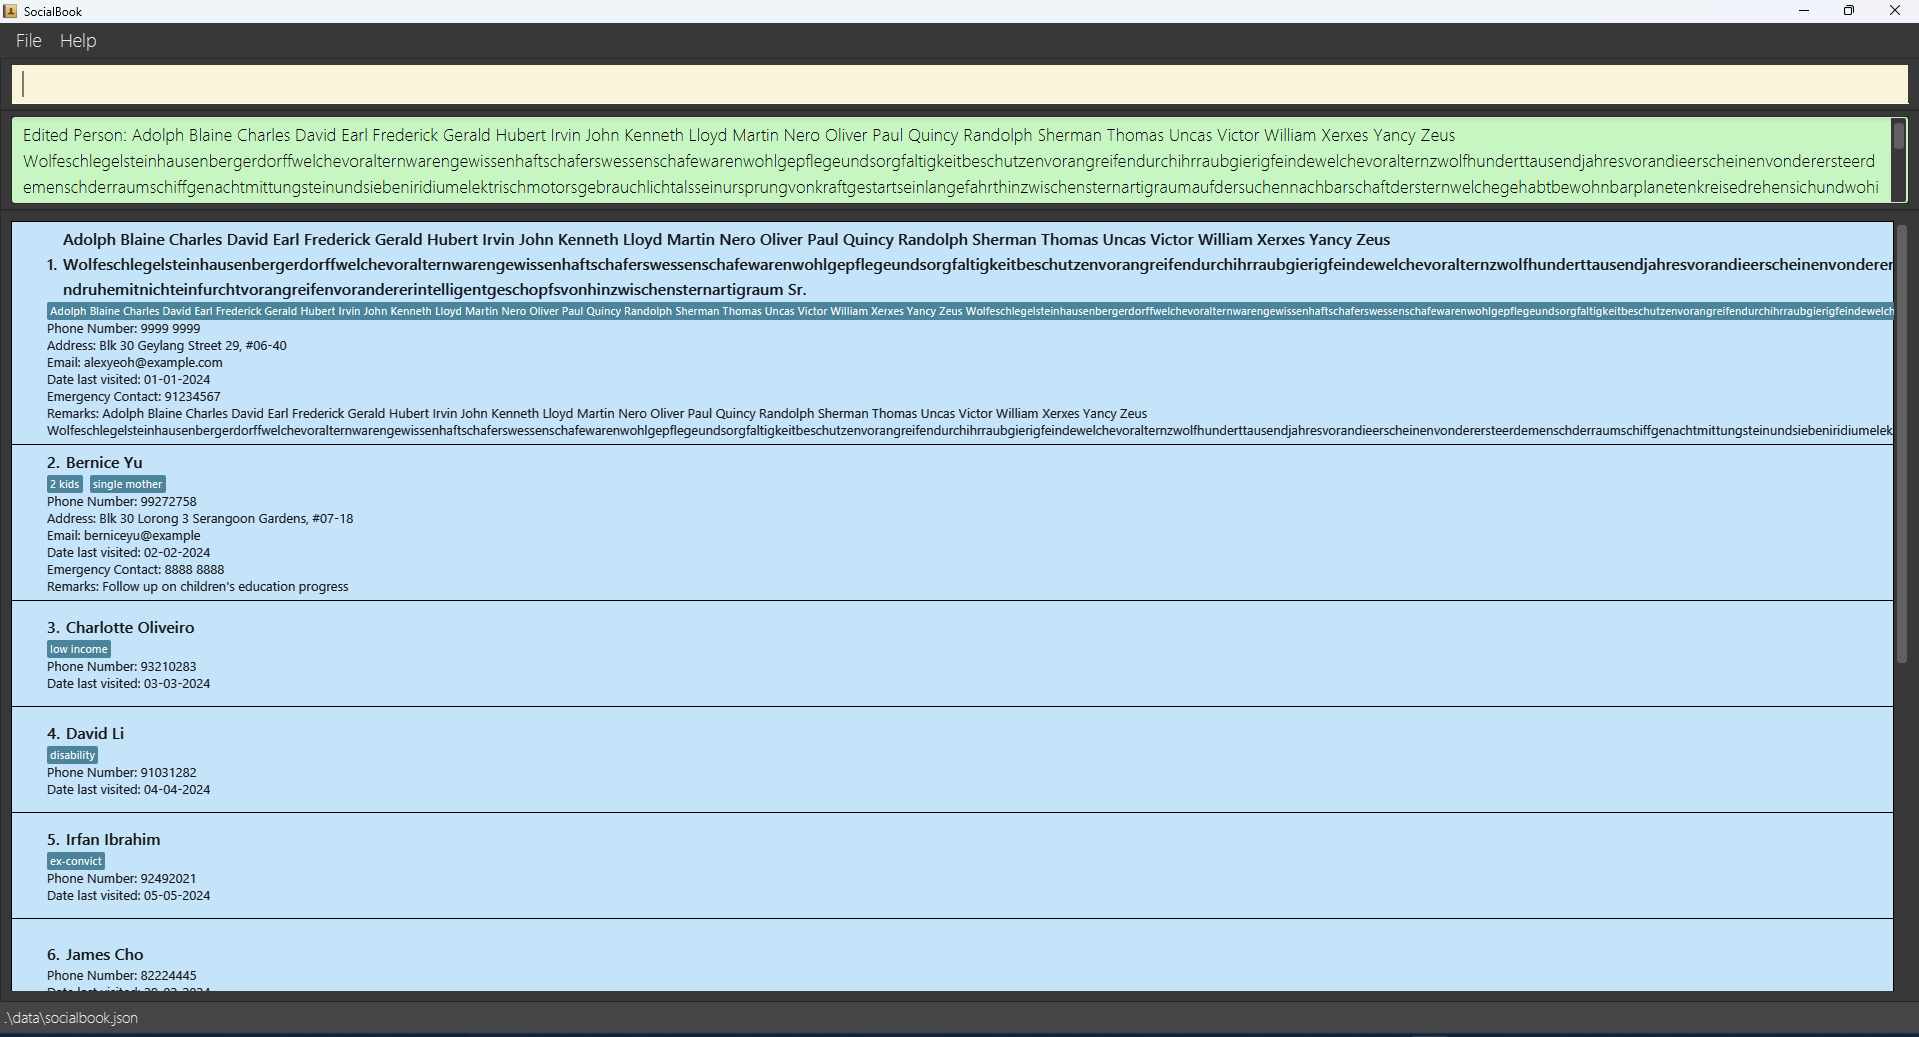 SocialBook
File Help
Edited Person: Adolph Blaine Charles David Earl Frederick Gerald Hubert Irvin John Kenneth Lloyd Martin Nero Oliver Paul Quincy Randolph Sherman Thomas Uncas Victor William Xerxes Yancy Zeus
Wolfeschlegelsteinhausenbergerdorffwelchevoralternwarengewissenhaftschaferswessenschafewarenwohlgepflegeundsorgfaltigkeitbeschutzenvorangreifendurchihrraubgierigfeindewelchevoralternzwolfhunderttausendjahresvorandieerscheinenvonderersteerd
emenschderraumschiffgenachtmittungsteinundsiebeniridiumelektrischmotorsgebrauchlichtalsseinursprungvonkraftgestartseinlangefahrthinzwischensternartigraumaufdersuchennachbarschaftdersternwelchegehabtbewohnbarplanetenkreisedrehensichundwohi
Adolph Blaine Charles David Earl Frederick Gerald Hubert Irvin John Kenneth Lloyd Martin Nero Oliver Paul Quincy Randolph Sherman Thomas Uncas Victor William Xerxes Yancy Zeus
1. Wolfeschlegelsteinhausenbergerdorffwelchevoralternwarengewissenhaftschaferswessenschafewarenwohlgepflegeundsorgfaltigkeitbeschutzenvorangreifendurchihrraubgierigfeindewelchevoralternzwolfhunderttausendjahresvorandieerscheinenvonderer
ndruhemitnichteinfurchtvorangreifenvorandererintelligentgeschopfsvonhinzwischensternartigraum Sr.
Adolph Blaine Charles David Earl Frederick Gerald Hubert Irvin John Kenneth Lloyd Martin Nero Oliver Paul Quincy Randolph Sherman Thomas Uncas Victor William Xerxes Yancy Zeus Wolfeschlegelsteinhausenbergerdorffwelchevoralternwarengewissenhaftschaferswessenschafewarenwohlgepflegeundsorgfaltigkeitbeschutzenvorangreifendurchihrraubgierigfeindewelch
Phone Number: 9999 9999
Address: Blk 30 Geylang Street 29, #06-40
Email: alexyeoh@example.com
Date last visited: 01-01-2024
Emergency Contact: 91234567
Remarks: Adolph Blaine Charles David Earl Frederick Gerald Hubert Irvin John Kenneth Lloyd Martin Nero Oliver Paul Quincy Randolph Sherman Thomas Uncas Victor William Xerxes Yancy Zeus
Wolfeschlegelsteinhausenbergerdorffwelchevoralternwarengewissenhaftschaferswessenschafewarenwohlgepflegeundsorgfaltigkeitbeschutzenvorangreifendurchihrraubgierigfeindewelchevoralternzwolfhunderttausendjahresvorandieerscheinenvonderersteerdemenschderraumschiffgenachtmittungsteinundsiebeniridiumelek
2. Bernice Yu
2 kids single mother
Phone Number: 99272758
Address: Blk 30 Lorong 3 Serangoon Gardens, #07-18
Email: berniceyu@example
Date last visited: 02-02-2024
Emergency Contact: 8888 8888
Remarks: Follow up on children's education progress
3. Charlotte Oliveiro
low income
Phone Number: 93210283
Date last visited: 03-03-2024
4. David Li
disability
Phone Number: 91031282
Date last visited: 04-04-2024
5. Irfan Ibrahim
ex-convict
Phone Number: 92492021
Date last visited: 05-05-2024
6. James Cho
Phone Number: 82224445
Date last visited:
.\data\socialbook.json